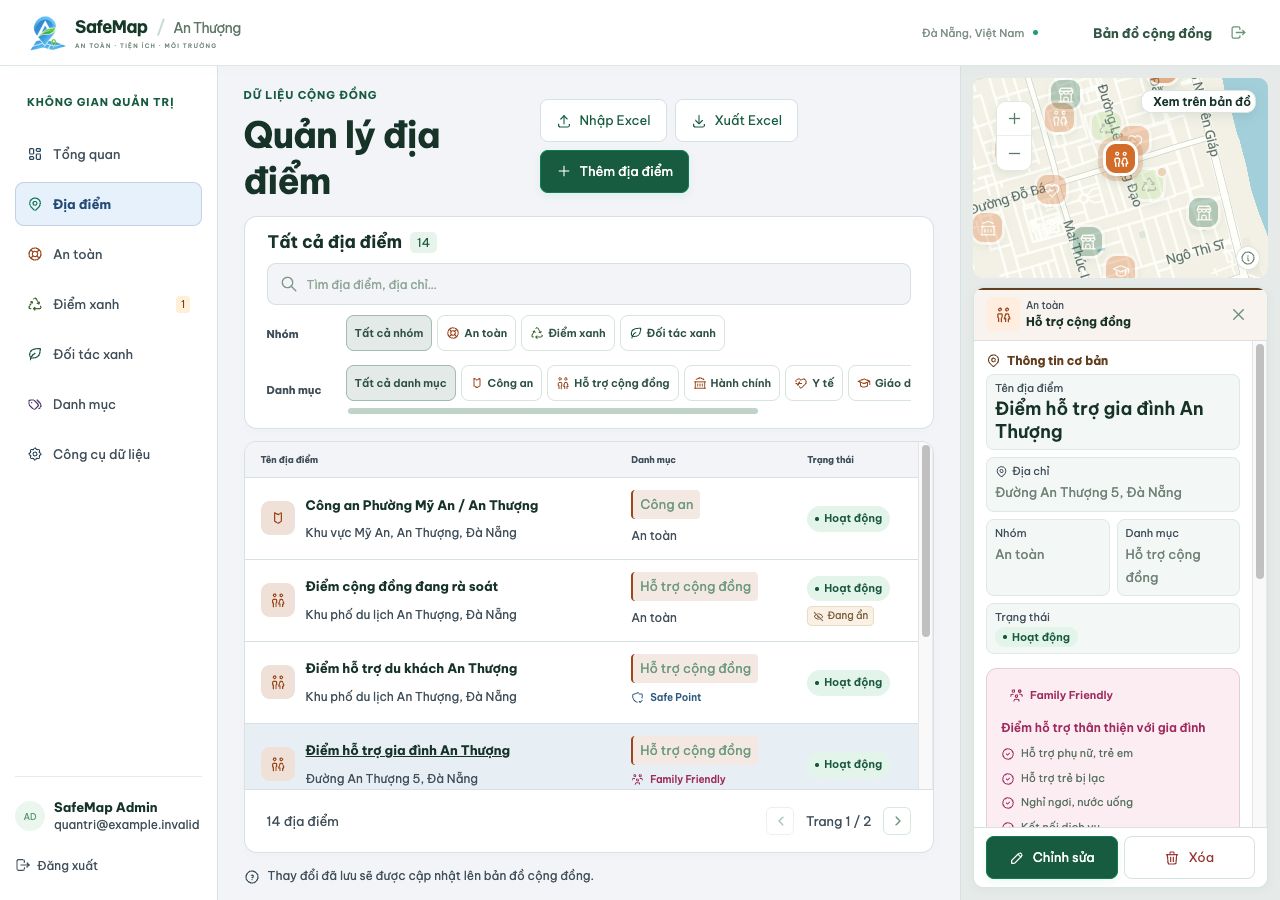 SafeMap / An Thượng
AN TOÀN · TIỆN ÍCH · MÔI TRƯỜNG
Đà Nẵng, Việt Nam
Bản đồ cộng đồng
KHÔNG GIAN QUẢN TRỊ
Tổng quan
Địa điểm
An toàn
Điểm xanh 1
Đối tác xanh
Danh mục
Công cụ dữ liệu
AD
SafeMap Admin
quantri@example.invalid
Đăng xuất
DỮ LIỆU CỘNG ĐỒNG
Quản lý địa
điểm
Nhập Excel
Xuất Excel
Thêm địa điểm
Tất cả địa điểm 14
Tìm địa điểm, địa chỉ...
Nhóm
Tất cả nhóm
An toàn
Điểm xanh
Đối tác xanh
Danh mục
Tất cả danh mục
Công an
Hỗ trợ cộng đồng
Hành chính
Y tế
Giáo d
Tên địa điểm
Danh mục
Trạng thái
Công an Phường Mỹ An / An Thượng
Khu vực Mỹ An, An Thượng, Đà Nẵng
Công an
An toàn
Hoạt động
Điểm cộng đồng đang rà soát
Khu phố du lịch An Thượng, Đà Nẵng
Hỗ trợ cộng đồng
An toàn
Hoạt động
Đang ẩn
Điểm hỗ trợ du khách An Thượng
Khu phố du lịch An Thượng, Đà Nẵng
Hỗ trợ cộng đồng
Safe Point
Hoạt động
Điểm hỗ trợ gia đình An Thượng
Đường An Thượng 5, Đà Nẵng
Hỗ trợ cộng đồng
Family Friendly
Hoạt động
14 địa điểm
Trang 1 / 2
Thay đổi đã lưu sẽ được cập nhật lên bản đồ cộng đồng.
Xem trên bản đồ
Đường Đỗ Bá
Ngô Thì Sĩ
An toàn
Hỗ trợ cộng đồng
Thông tin cơ bản
Tên địa điểm
Điểm hỗ trợ gia đình An
Thượng
Địa chỉ
Đường An Thượng 5, Đà Nẵng
Nhóm
An toàn
Danh mục
Hỗ trợ cộng
đồng
Trạng thái
Hoạt động
Family Friendly
Điểm hỗ trợ thân thiện với gia đình
Hỗ trợ phụ nữ, trẻ em
Hỗ trợ trẻ bị lạc
Nghỉ ngơi, nước uống
Kết nối dịch vụ
Chỉnh sửa
Xóa